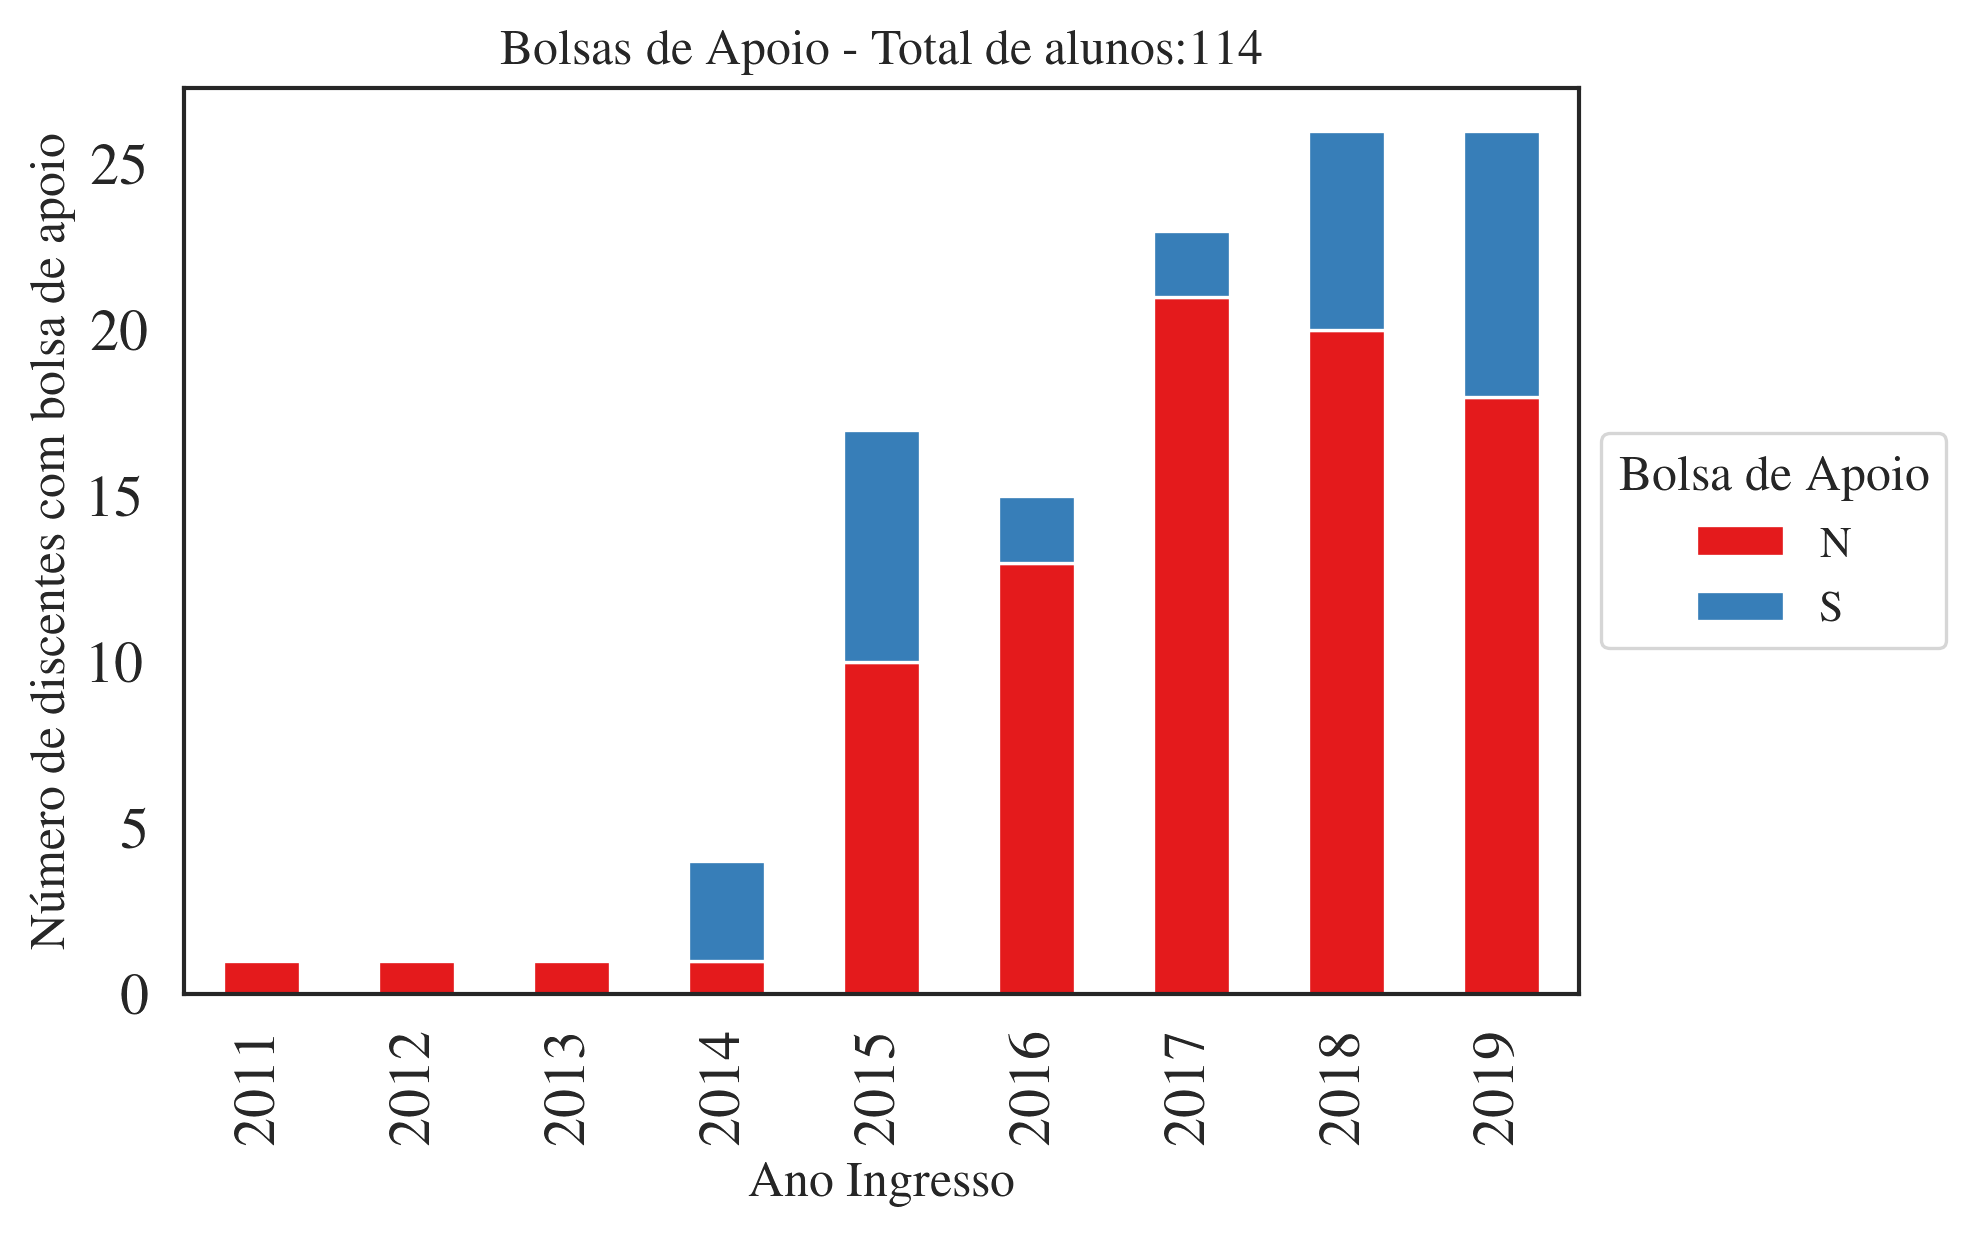 Bolsas de Apoio - Total de alunos:114
Número de discentes com bolsa de apoio
25
20
15
10
5
0
2011
2012
2013
2014
2015
2016
2017
2018
2019
Ano Ingresso
Bolsa de Apoio
N
S